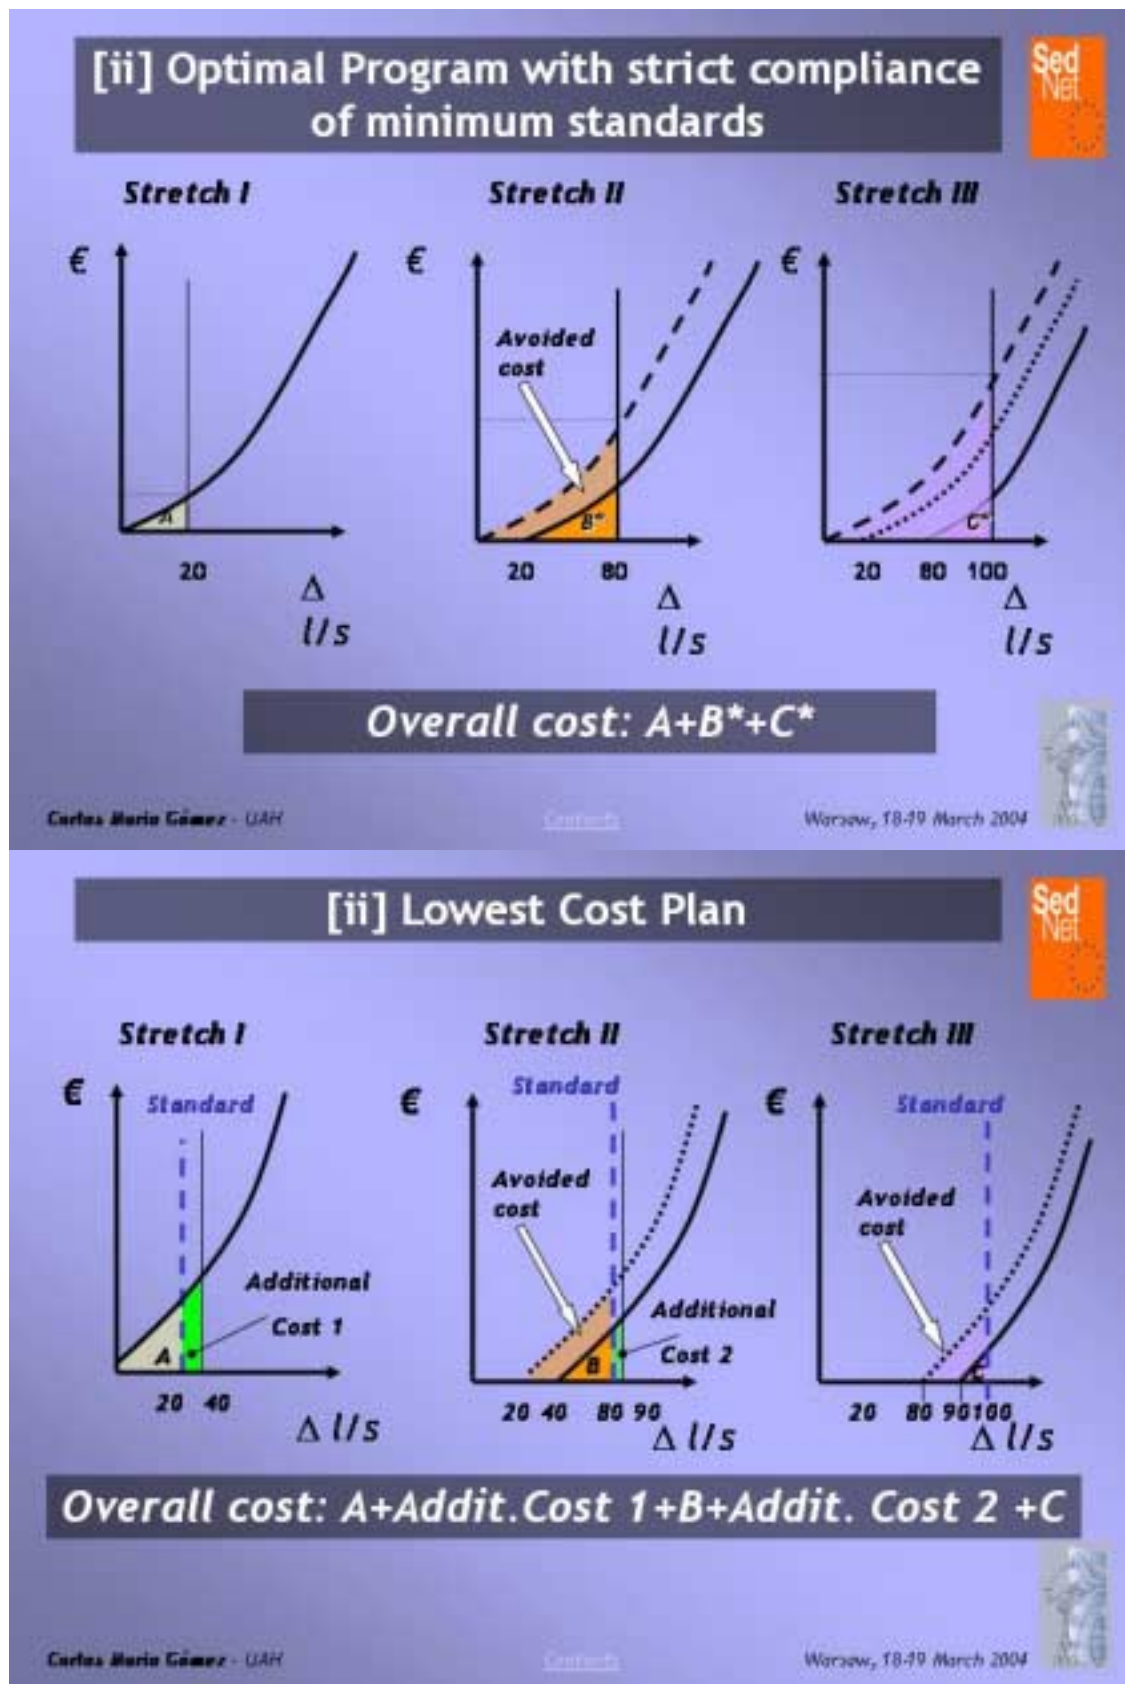 [ii] Optimal Program with strict compliance
of minimum standards
Sed
Net
Stretch I
Stretch II
Stretch III
€
€
€
Avoided
cost
A
B*
C*
20
20 80
20 80 100
Δ
l/s
Δ
l/s
Δ
l/s
Overall cost: A+B*+C*
Carlos Mario Gómez - UAH
Contents
Warsaw, 18-19 March 2004
[ii] Lowest Cost Plan
Sed
Net
Stretch I
Stretch II
Stretch III
€
€
€
Standard
Standard
Standard
Avoided
cost
Avoided
cost
Additional
Cost 1
Additional
Cost 2
A
B
C
20 40
20 40 80 90
20 80 90 100
Δ l/s
Δ l/s
Δ l/s
Overall cost: A+Addit.Cost 1+B+Addit. Cost 2 +C
Carlos Mario Gómez - UAH
Contents
Warsaw, 18-19 March 2004